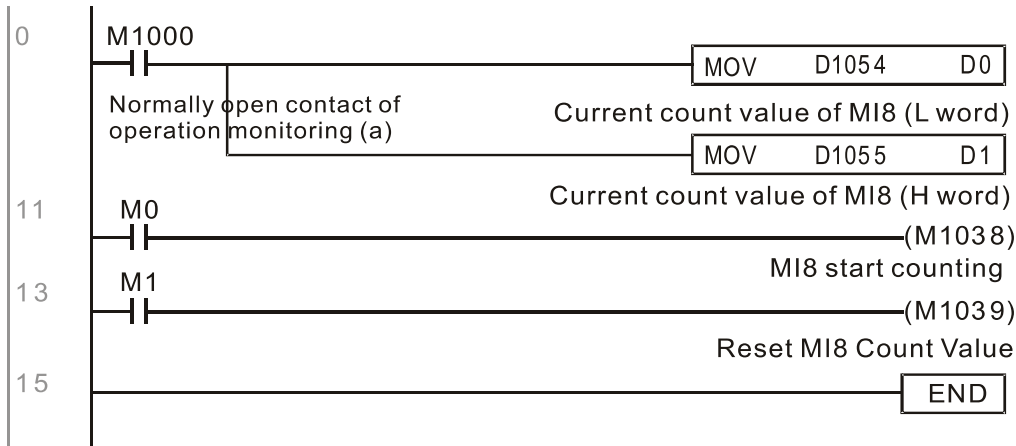 0
M1000
MOV D1054 D0
Normally open contact of
operation monitoring (a)
Current count value of MI8 (L word)
MOV D1055 D1
Current count value of MI8 (H word)
11
M0
(M1038)
MI8 start counting
13
M1
(M1039)
Reset MI8 Count Value
15
END